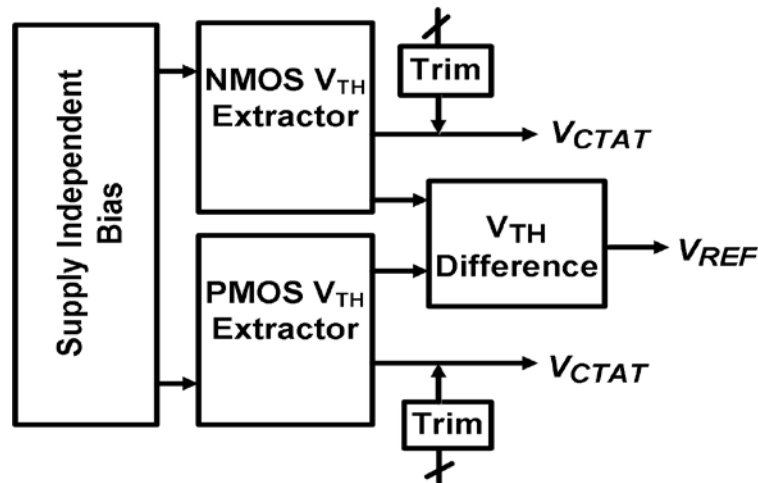 Supply Independent
Bias
NMOS VTH
Extractor
Trim
VCTAT
VTH
Difference
VREF
PMOS VTH
Extractor
VCTAT
Trim